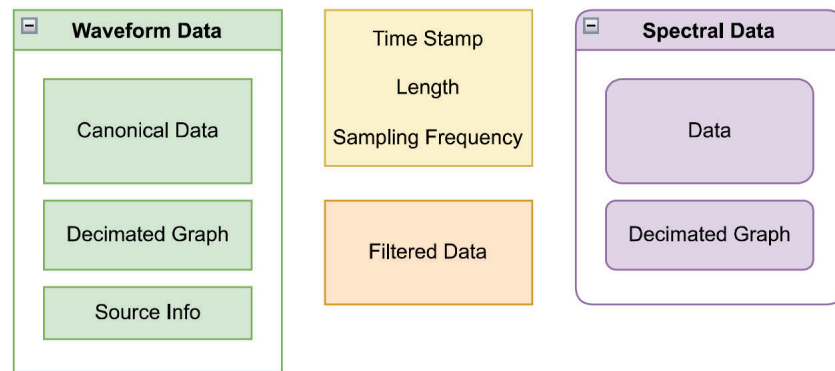 Waveform Data
Canonical Data
Decimated Graph
Source Info
Time Stamp
Length
Sampling Frequency
Filtered Data
Spectral Data
Data
Decimated Graph